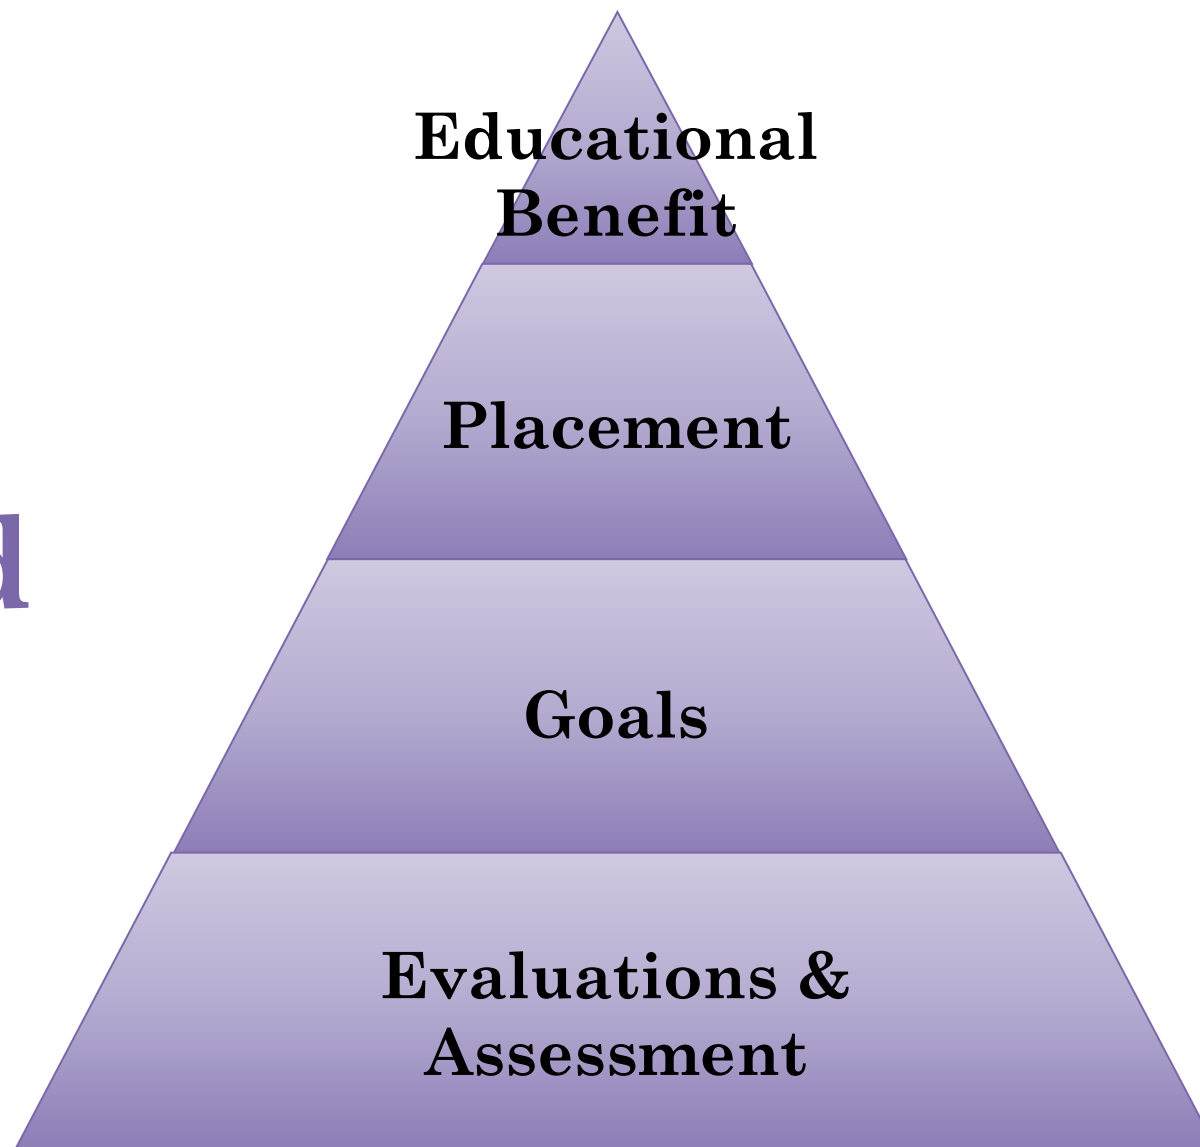 Educational
Benefit
Placement
d
Goals
Evaluations &
Assessment